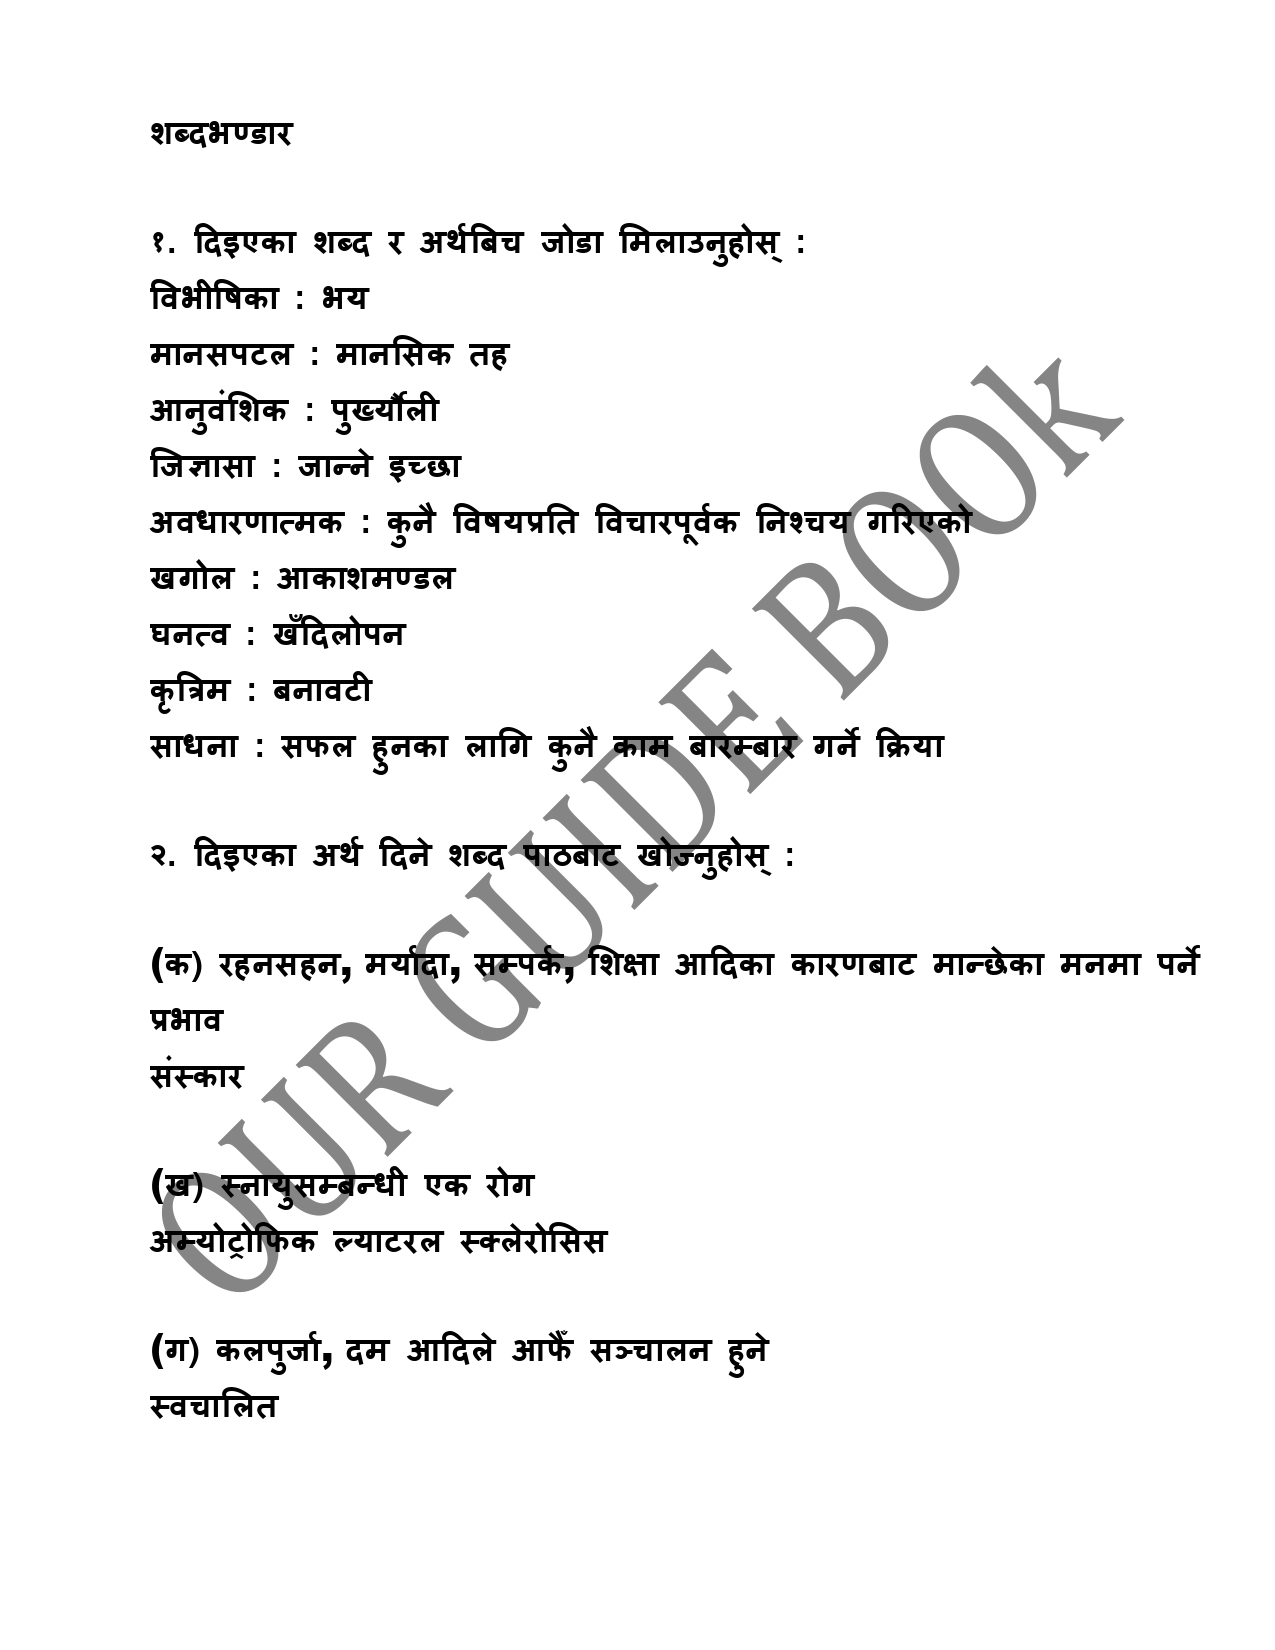 शब्दभण्डार
१. दिइएका शब्द र अर्थबिच जोडा मिलाउनुहोस् :
विभीषिका : भय
मानसपटल : मानसिक तह
आनुवंशिक : पुर्ख्यौली
जिज्ञासा : जान्ने इच्छा
अवधारणात्मक : कुनै विषयप्रति विचारपूर्वक निश्चय गरिएको
खगोल : आकाशमण्डल
घनत्व : खँदिलोपन
कृत्रिम : बनावटी
साधना : सफल हुनका लागि कुनै काम बारम्बार गर्ने क्रिया
२. दिइएका अर्थ दिने शब्द पाठबाट खोज्नुहोस् :
(क) रहनसहन, मर्यादा, सम्पर्क, शिक्षा आदिका कारणबाट मान्छेका मनमा पर्ने
प्रभाव
संस्कार
(ख) स्नायुसम्बन्धी एक रोग
अम्योट्रोफिक ल्याटरल स्क्लेरोसिस
(ग) कलपुर्जा, दम आदिले आफैँ सञ्चालन हुने
स्वचालित
OUR GUIDE BOOk